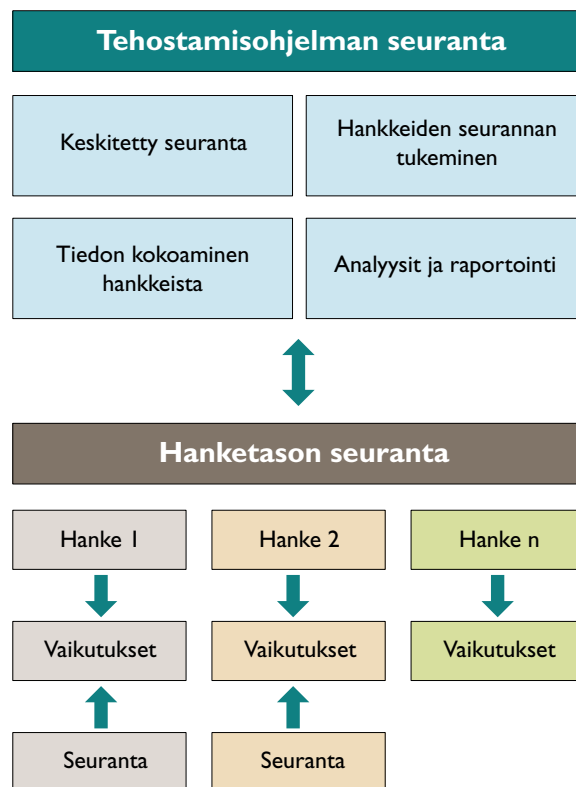 Tehostamisohjelman seuranta
Keskitetty seuranta
Hankkeiden seurannan
tukeminen
Tiedon kokoaminen
hankkeista
Analyysit ja raportointi
Hanketason seuranta
Hanke 1
Hanke 2
Hanke n
Vaikutukset
Vaikutukset
Vaikutukset
Seuranta
Seuranta